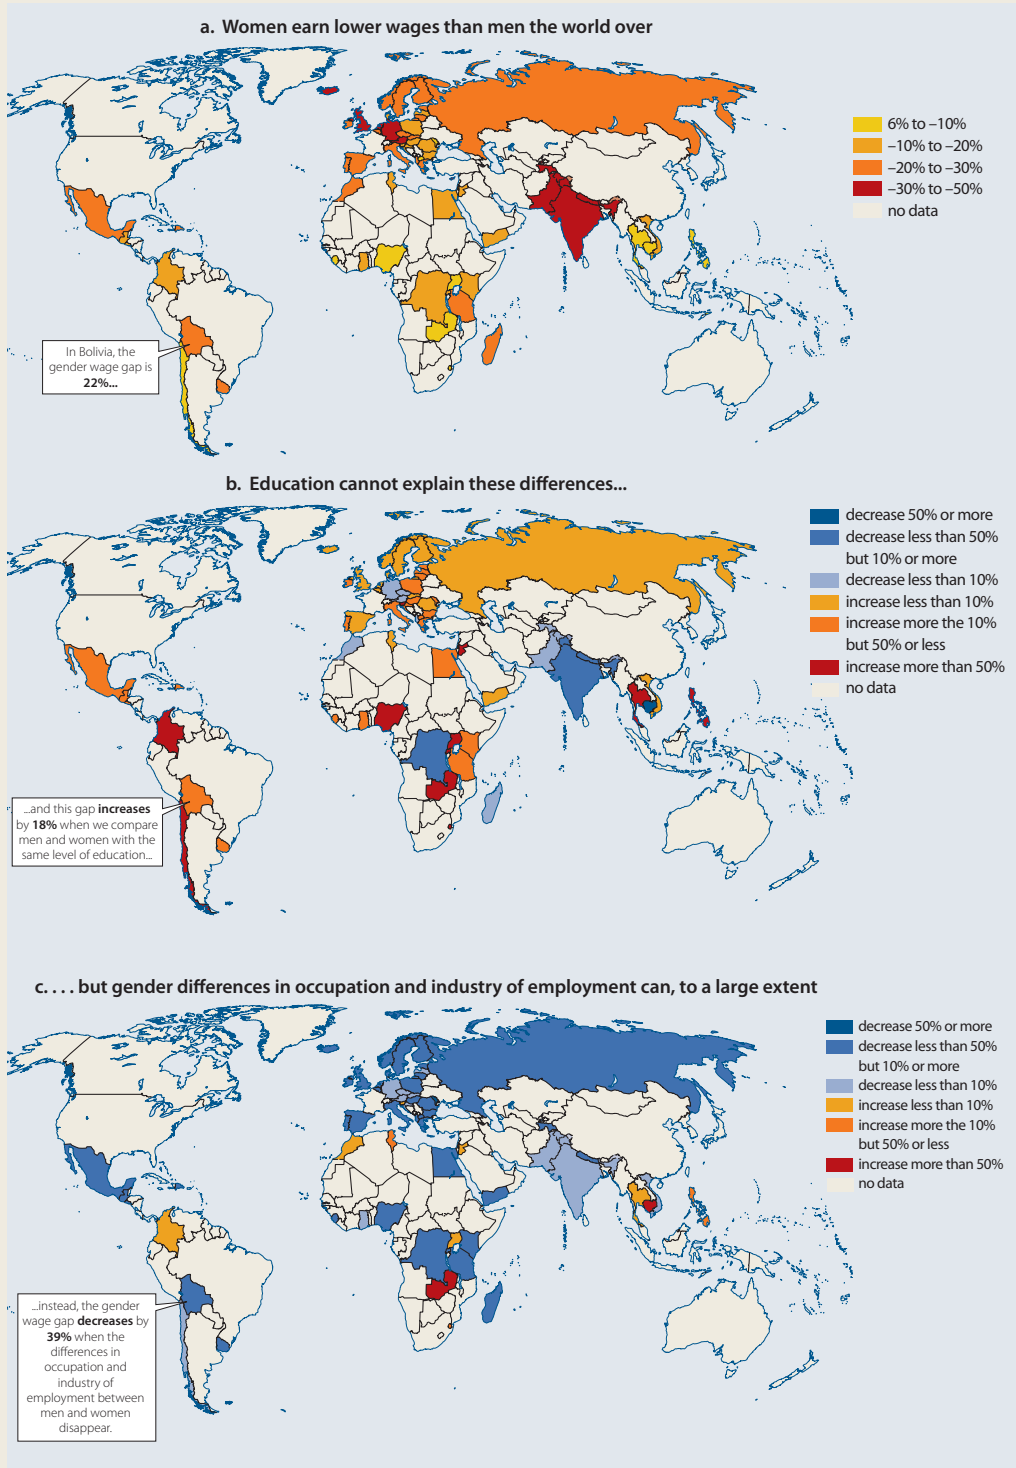 a. Women earn lower wages than men the world over
6% to –10%
–10% to –20%
–20% to –30%
–30% to –50%
no data
In Bolivia, the
gender wage gap is
22%...
b. Education cannot explain these differences...
decrease 50% or more
decrease less than 50%
but 10% or more
decrease less than 10%
increase less than 10%
increase more the 10%
but 50% or less
increase more than 50%
no data
...and this gap increases
by 18% when we compare
men and women with the
same level of education...
c. . . . but gender differences in occupation and industry of employment can, to a large extent
decrease 50% or more
decrease less than 50%
but 10% or more
decrease less than 10%
increase less than 10%
increase more the 10%
but 50% or less
increase more than 50%
no data
...instead, the gender
wage gap decreases by
39% when the
differences in
occupation and
industry of
employment between
men and women
disappear.